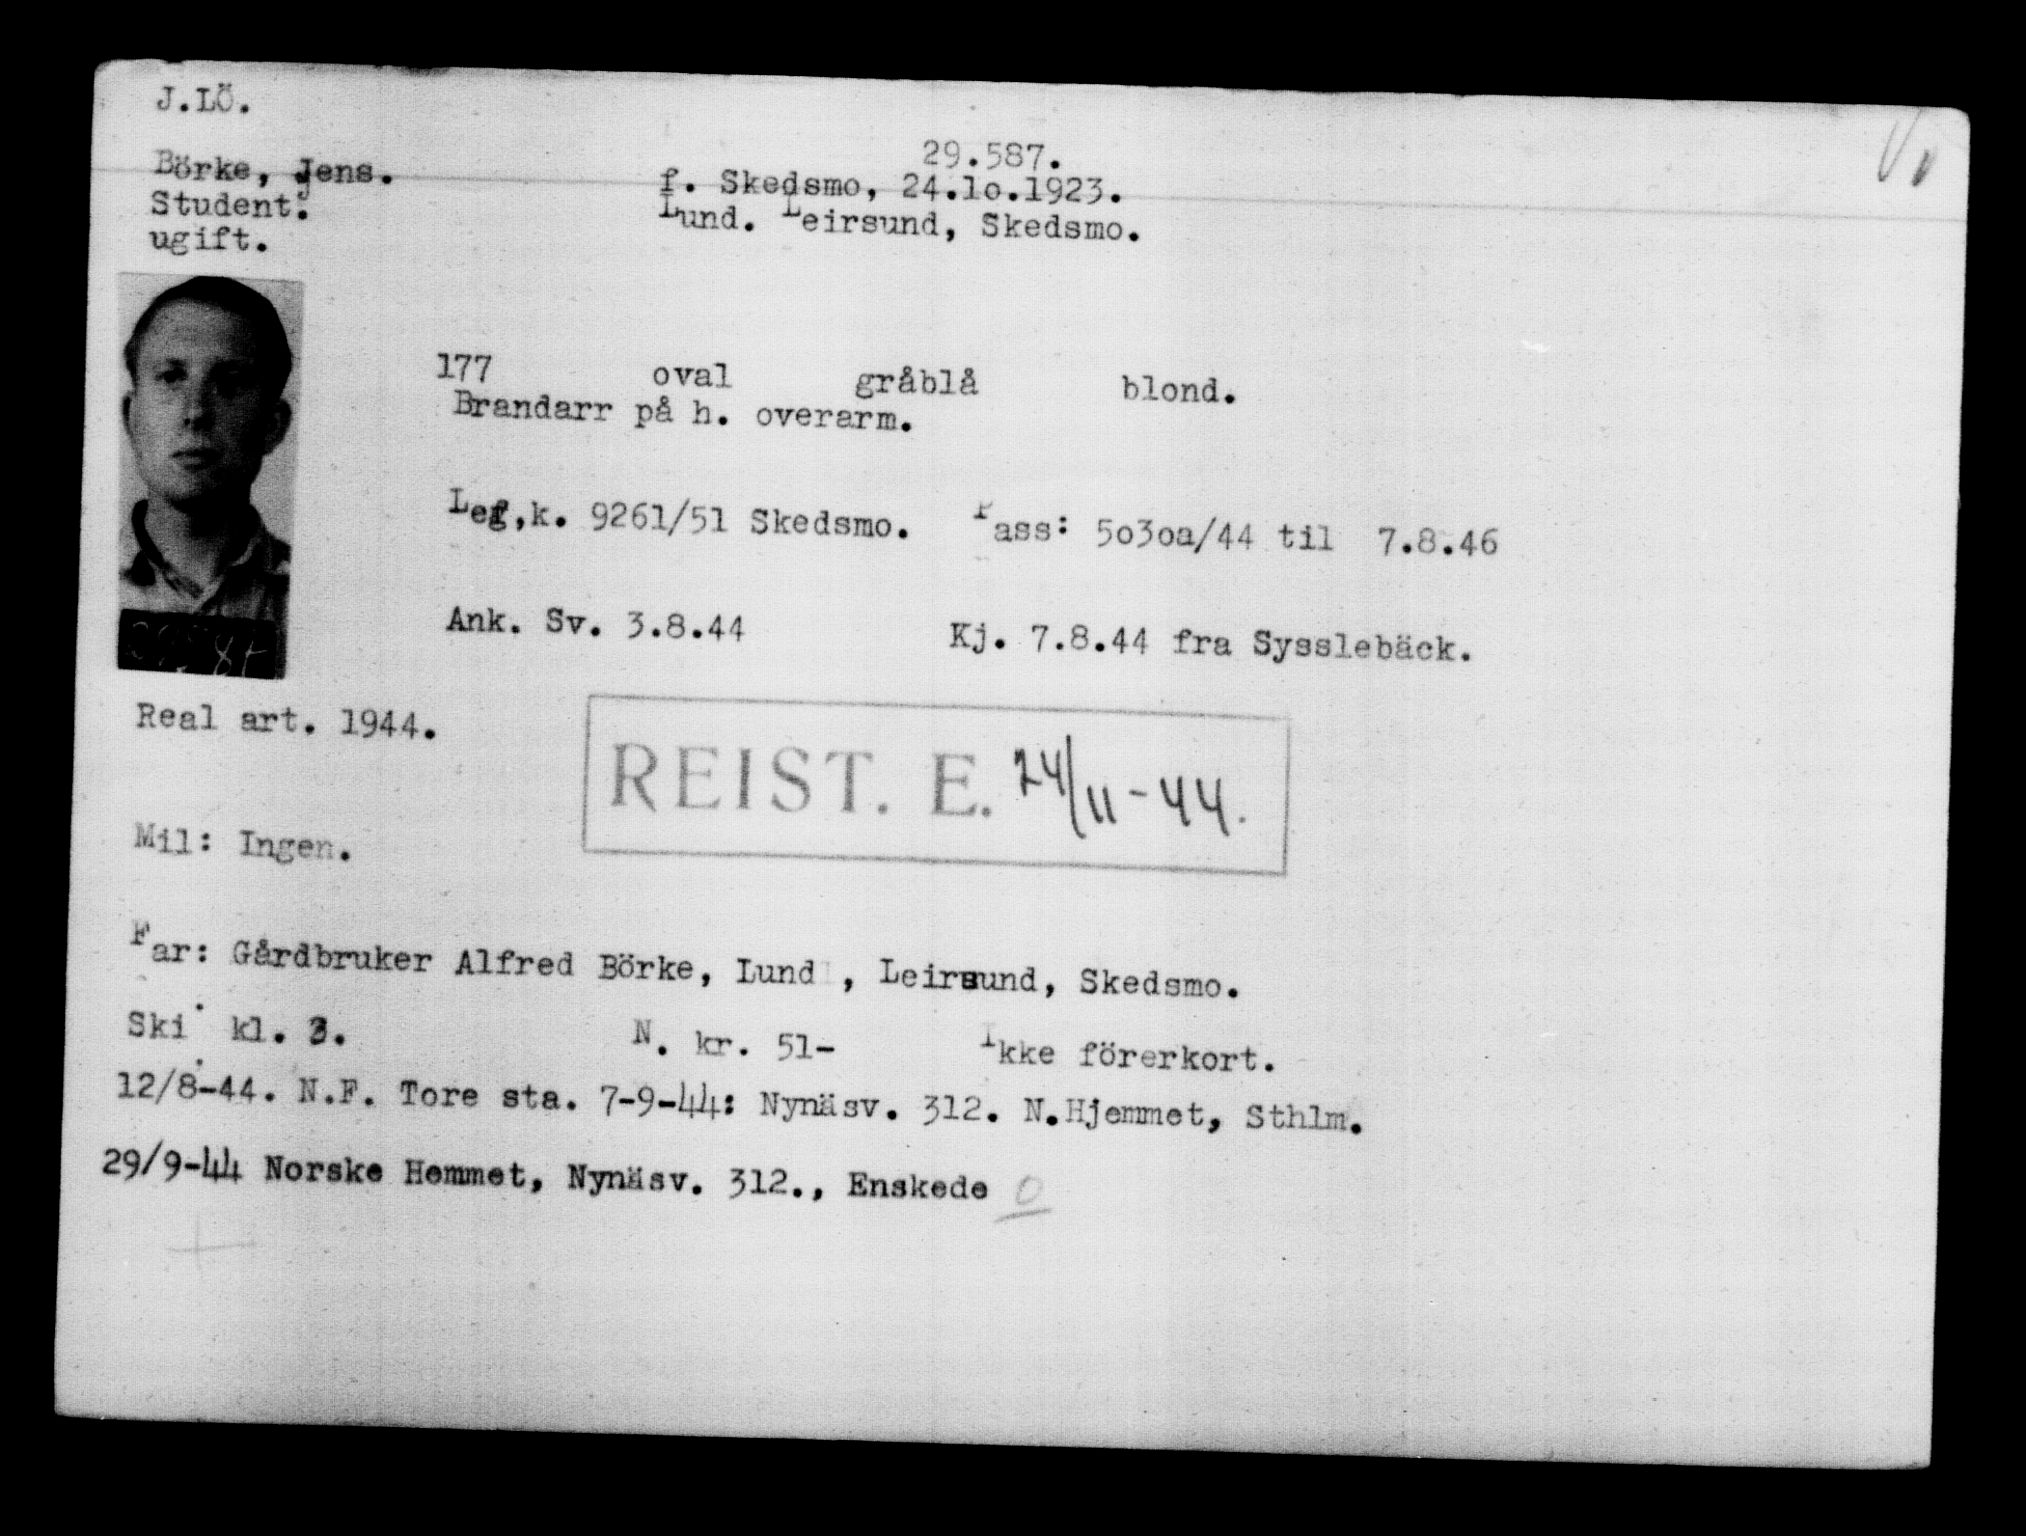 J.LÖ.
29.587.
Börke, Jens. f. Skedsmo, 24.10.1923.
Student. Lund. Leirsund, Skedsmo.
ugift.
177 oval gråblå blond.
Brandarr på h. overarm.
Leg,k. 9261/51 Skedsmo. Pass: 5o3oa/44 til 7.8.46
Ank. Sv. 3.8.44 Kj. 7.8.44 fra Sysslebäck.
Real art. 1944.
REIST. E. 24/11-44.
Mil: Ingen.
Far: Gårdbruker Alfred Börke, Lund , Leirsund, Skedsmo.
Ski kl. 3. N. kr. 51- Ikke förerkort.
12/8-44. N.F. Tore sta. 7-9-44: Nynäsv. 312. N.Hjemmet, Sthlm.
29/9-44 Norske Hemmet, Nynäsv. 312., Enskede